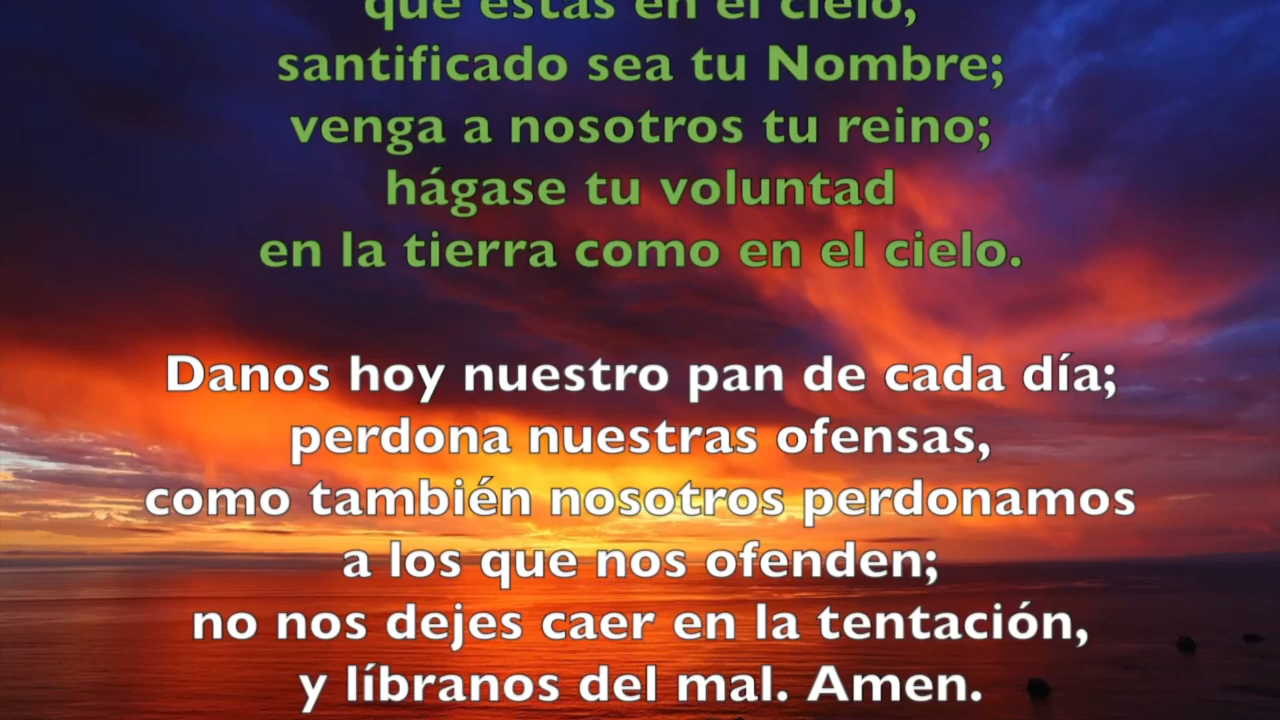 que estás en el cielo,
santificado sea tu Nombre;
venga a nosotros tu reino;
hágase tu voluntad
en la tierra como en el cielo.
Danos hoy nuestro pan de cada día;
perdona nuestras ofensas,
como también nosotros perdonamos
a los que nos ofenden;
no nos dejes caer en la tentación,
y líbranos del mal. Amen.